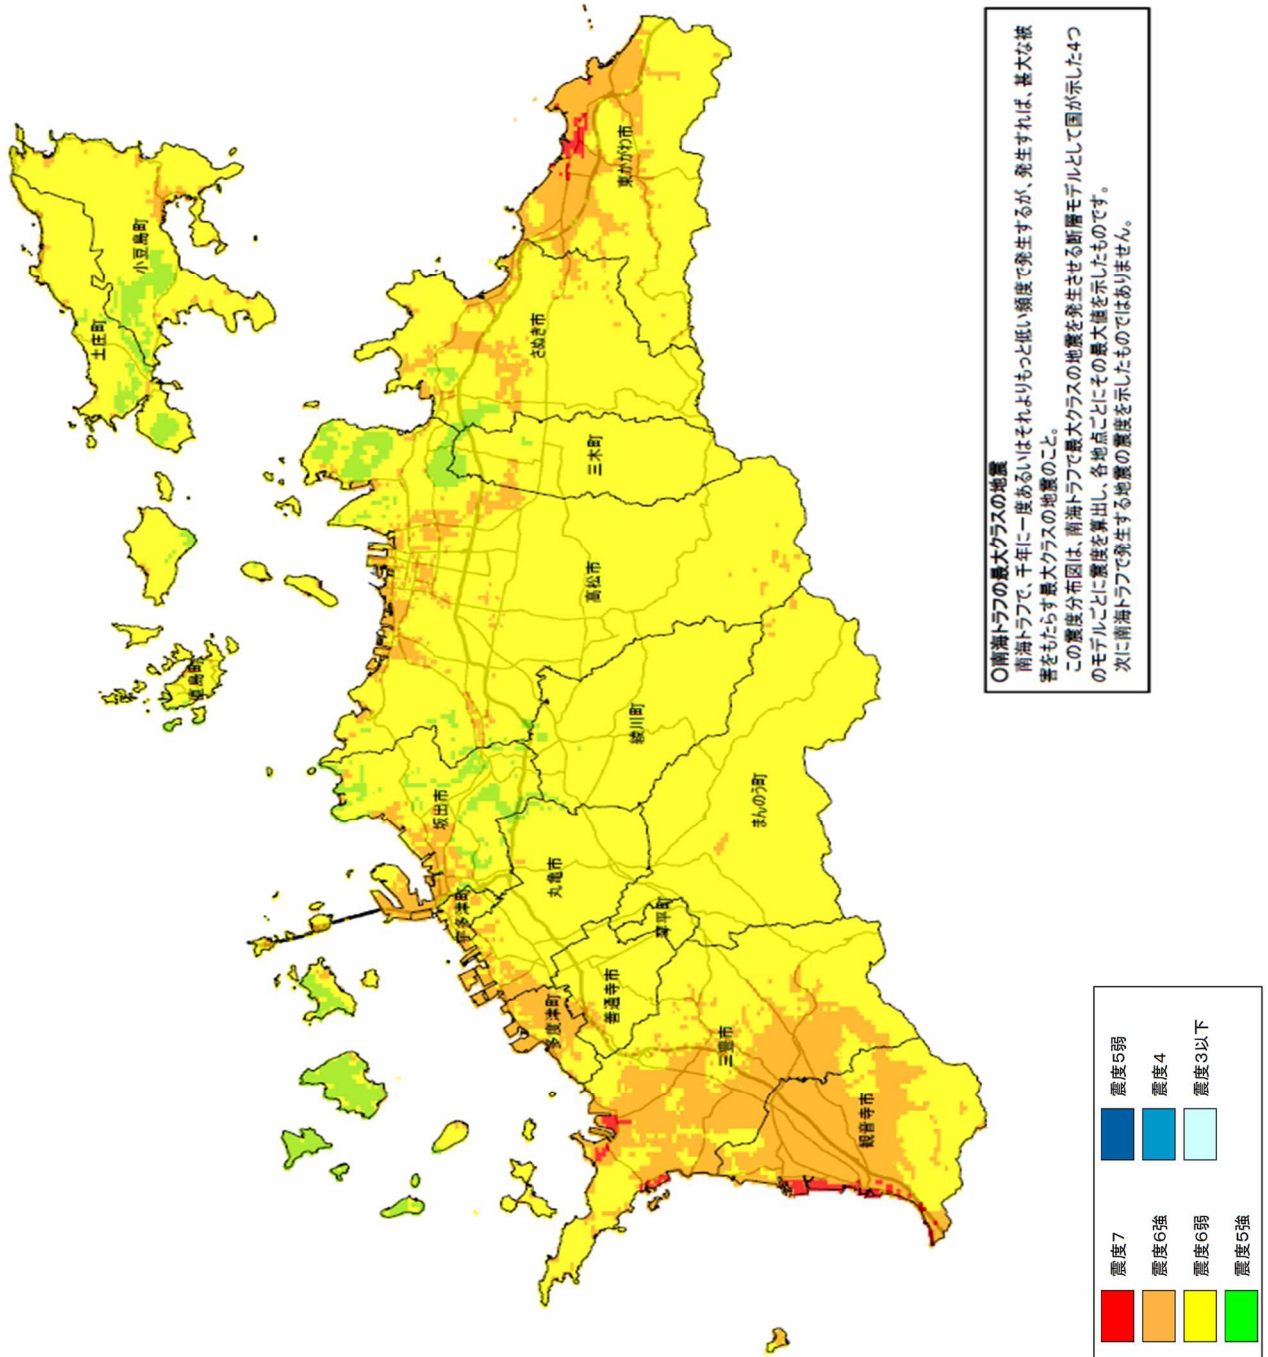 小豆島町
土庄町
直島町
東かがわ市
さぬき市
三木町
高松市
綾川町
まんのう町
坂出市
宇多津町
丸亀市
琴平町
善通寺市
多度津町
三豊市
観音寺市
〇南海トラフの最大クラスの地震
南海トラフで、千年に一度あるいはそれよりもっと低い頻度で発生するが、発生すれば、甚大な被
害をもたらす最大クラスの地震のこと。
この震度分布図は、南海トラフで最大クラスの地震を発生させる断層モデルとして国が示した4つ
のモデルごとに震度を算出し、各地点ごとにその最大値を示したものです。
次に南海トラフで発生する地震の震度を示したものではありません。
震度7
震度6強
震度6弱
震度5強
震度5弱
震度4
震度3以下